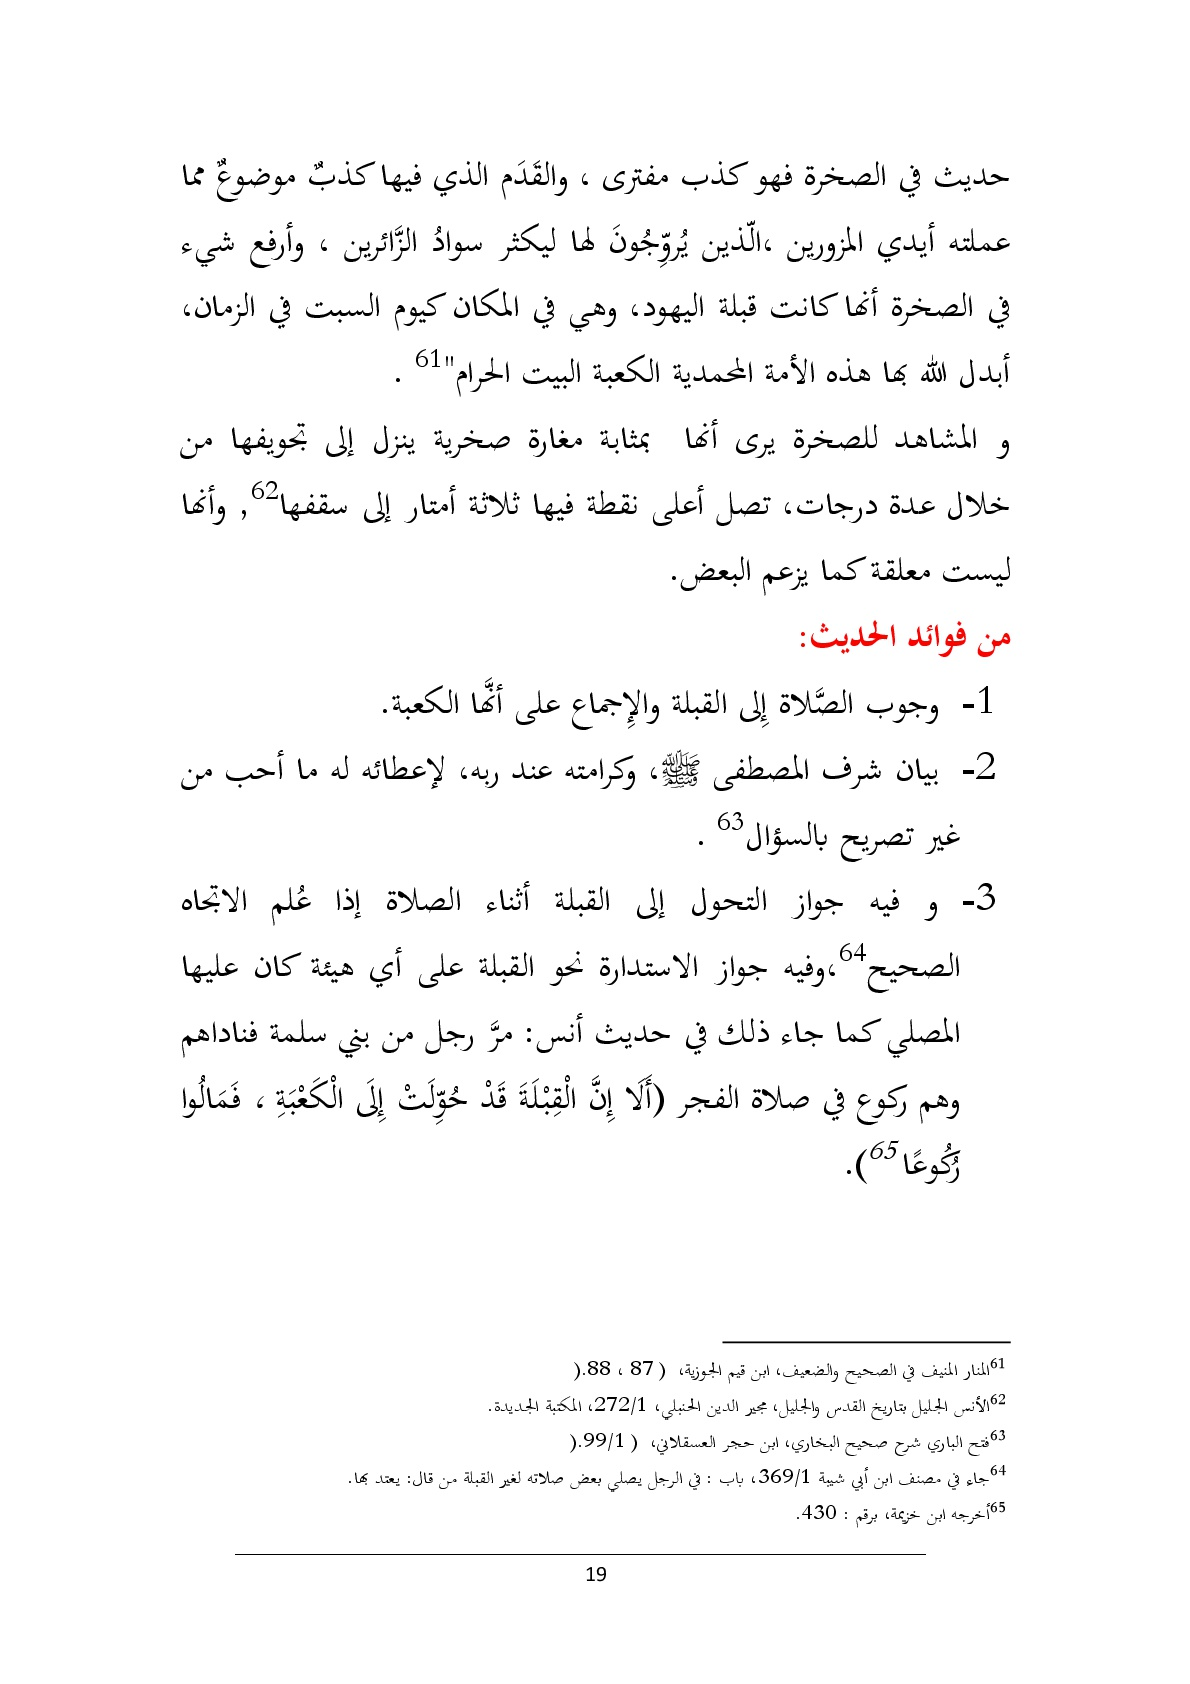 حديث في الصخرة فهو كذب مفترى ، والقَدَم الذي فيها كذبٌ موضوعٌ مما
عملته أيدي المزورين ،الّذين يُروِّجُونَ لها ليكثر سوادُ الزَّائرين ، وأرفع شيء
في الصخرة أنها كانت قبلة اليهود، وهي في المكان كيوم السبت في الزمان،
أبدل الله بها هذه الأمة المحمدية الكعبة البيت الحرام"61 .
و المشاهد للصخرة يرى أنها بمثابة مغارة صخرية ينزل إلى تجويفها من
خلال عدة درجات، تصل أعلى نقطة فيها ثلاثة أمتار إلى سقفها62, وأنها
ليست معلقة كما يزعم البعض.
من فوائد الحديث:
1- وجوب الصَّلاة إِلى القبلة والإِجماع على أنَّها الكعبة.
2- بيان شرف المصطفى ﷺ، وكرامته عند ربه، لإعطائه له ما أحب من
غير تصريح بالسؤال63 .
3- و فيه جواز التحول إلى القبلة أثناء الصلاة إذا عُلم الاتجاه
الصحيح64،وفيه جواز الاستدارة نحو القبلة على أي هيئة كان عليها
المصلي كما جاء ذلك في حديث أنس: مرَّ رجل من بني سلمة فناداهم
وهم ركوع في صلاة الفجر (أَلَا إِنَّ الْقِبْلَةَ قَدْ حُوِّلَتْ إِلَى الْكَعْبَةِ ، فَمَالُوا
رُكُوعًا65).
61المنار المنيف في الصحيح والضعيف، ابن قيم الجوزية، ( 87 ، 88.(
62الأنس الجليل بتاريخ القدس والجليل، مجير الدين الحنبلي، 272/1، المكتبة الجديدة.
63فتح الباري شرح صحيح البخاري، ابن حجر العسقلاني، ( 99/1.(
64جاء في مصنف ابن أبي شيبة 369/1، باب : في الرجل يصلي بعض صلاته لغير القبلة من قال: يعتد بها.
65أخرجه ابن خزيمة، برقم : 430.
19